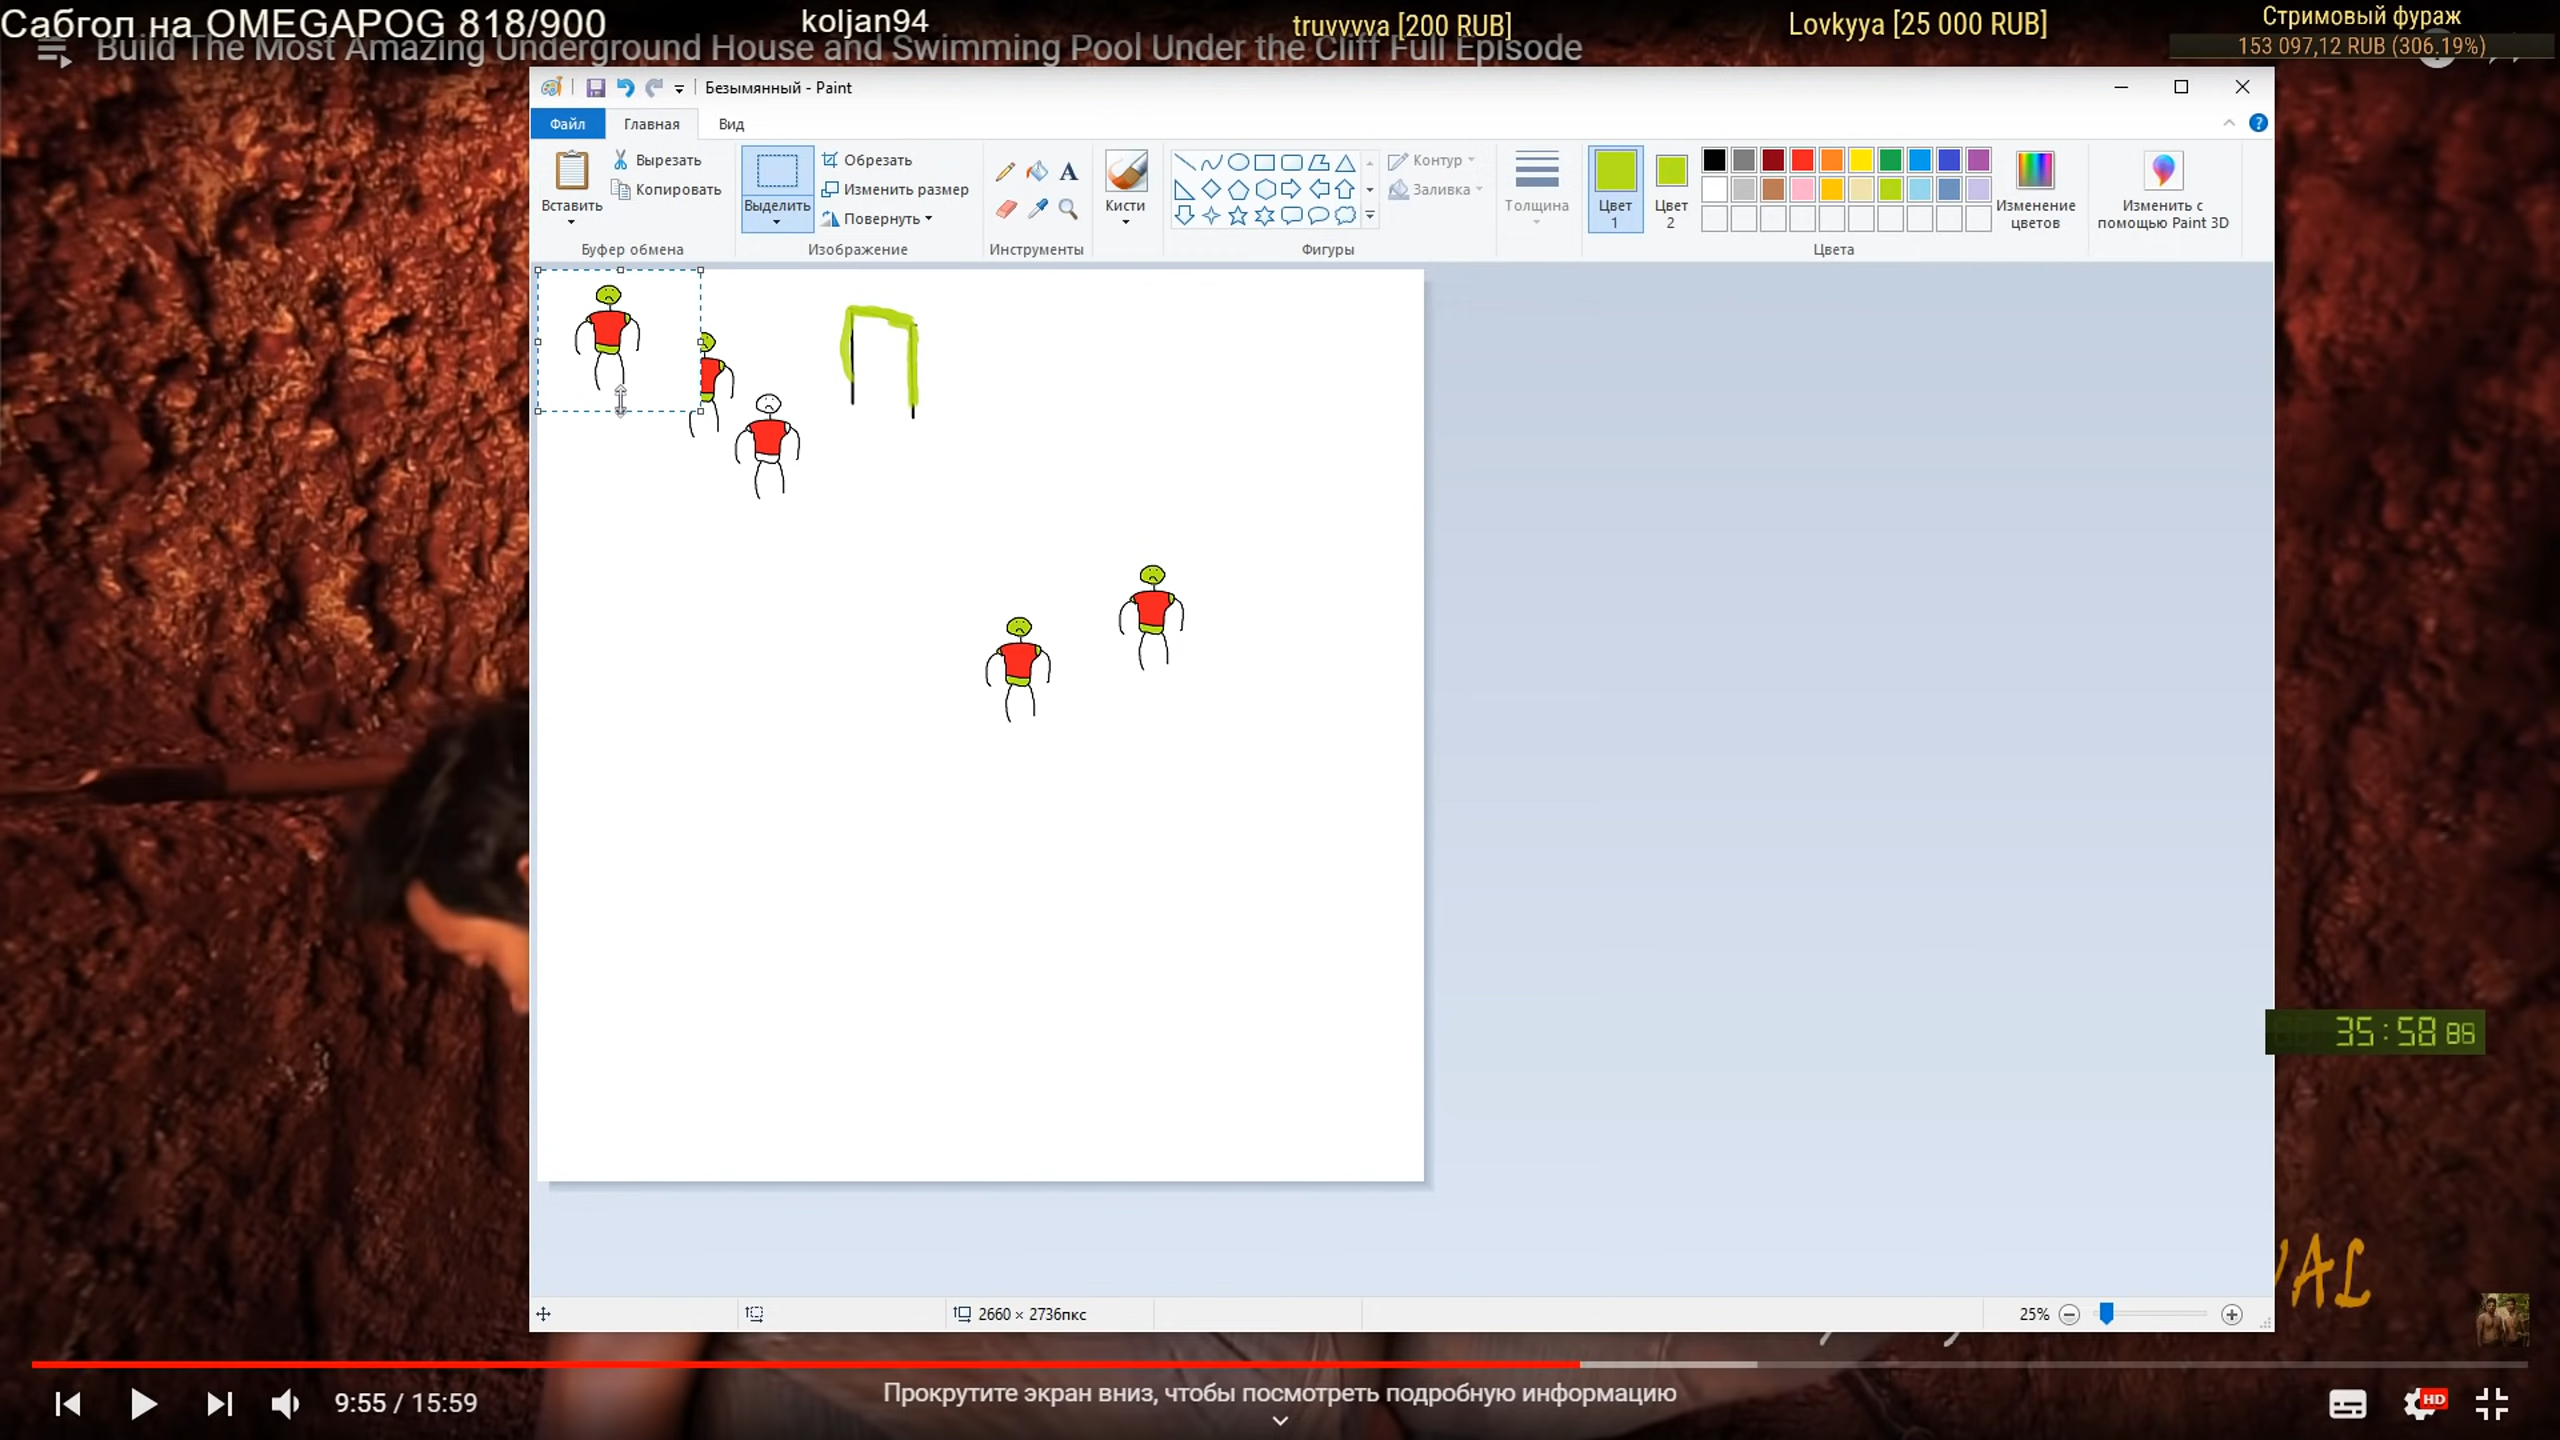 Сабгол на OMEGAPOG 818/900
koljan94
truvvvva [200 RUB]
Lovkyya [25 000 RUB]
Стримовый фураж
153 097,12 RUB (306.19%)
Build The Most Amazing Underground House and Swimming Pool Under the Cliff Full Episode
Безымянный - Paint
Файл
Главная
Вид
Вставить
Вырезать
Копировать
Буфер обмена
Выделить
Обрезать
Изменить размер
Повернуть
Изображение
A
Инструменты
Кисти
Контур
Заливка
Фигуры
Толщина
Цвет 1
Цвет 2
Изменение цветов
Цвета
Изменить с помощью Paint 3D
35:58
VAL
2660 × 2736пкс
25%
9:55 / 15:59
Прокрутите экран вниз, чтобы посмотреть подробную информацию
HD